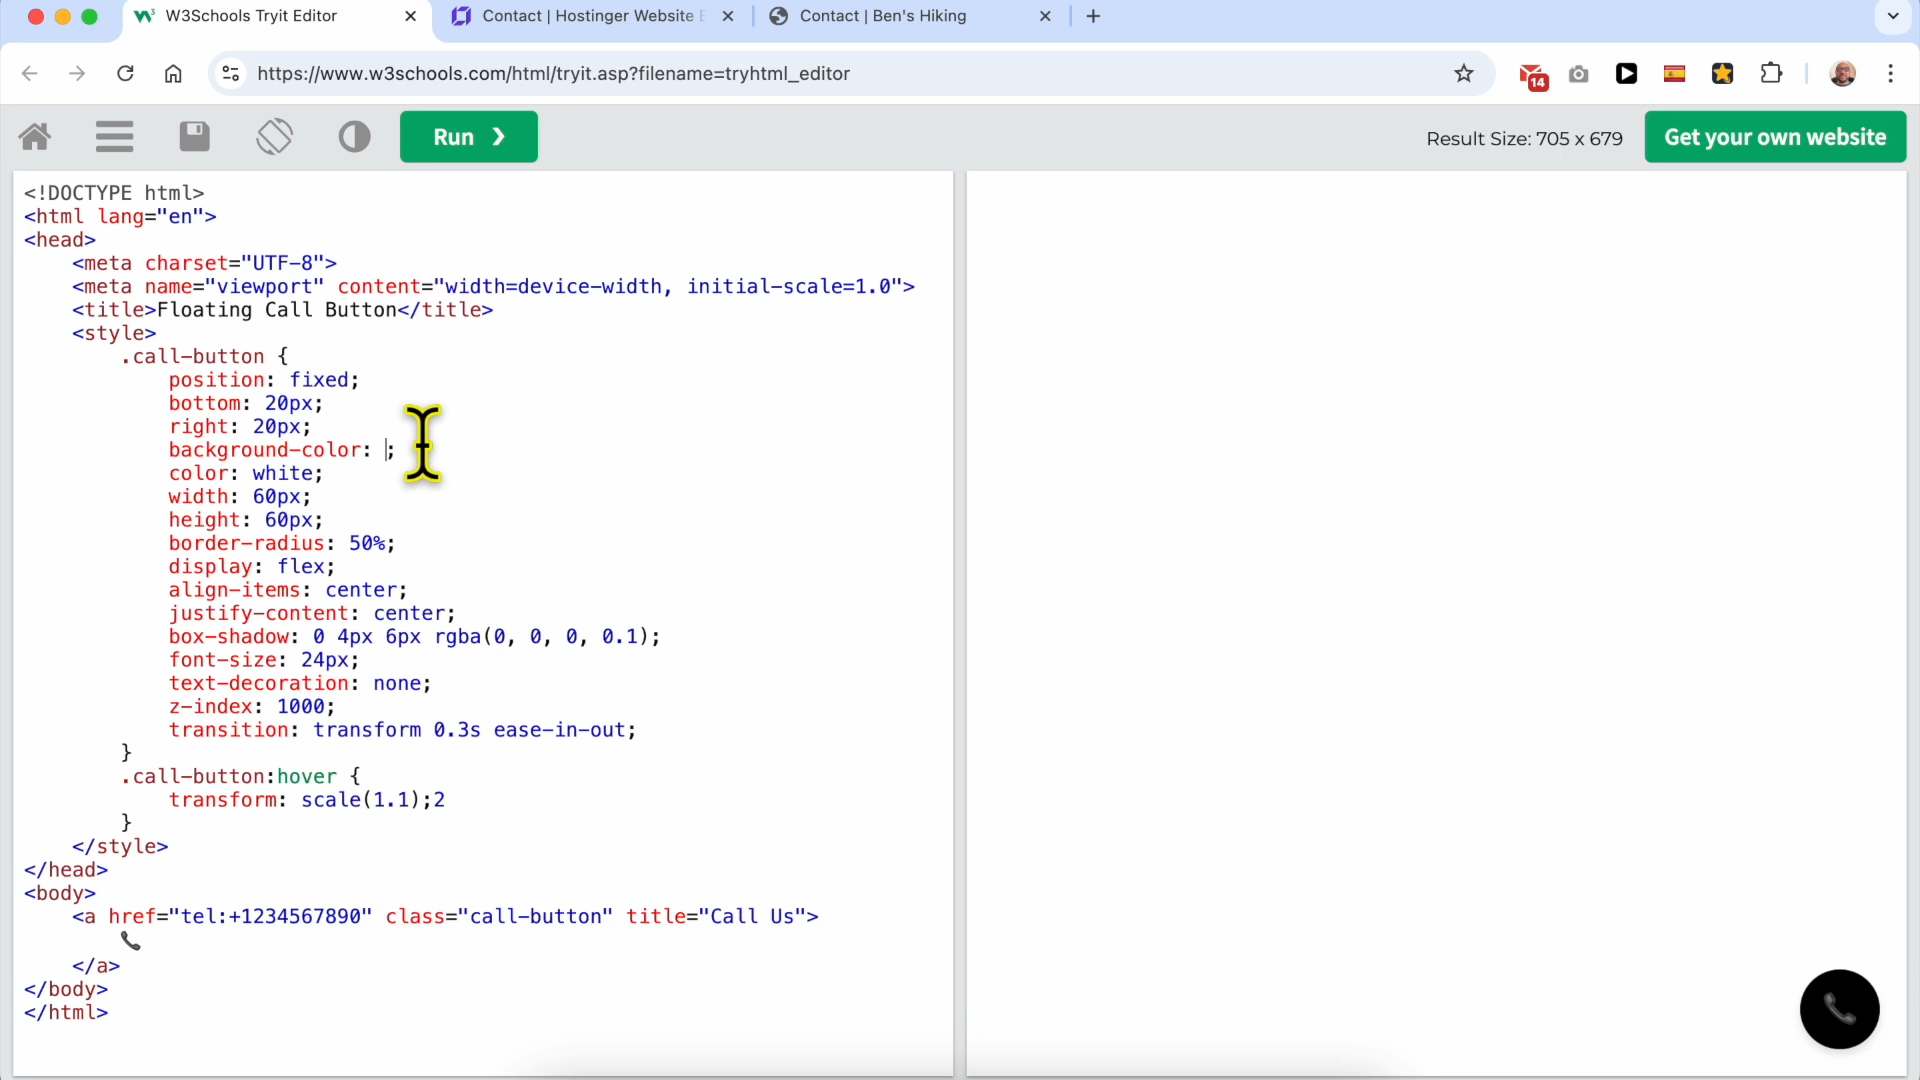 W3Schools Tryit Editor
Contact | Hostinger Website
Contact | Ben's Hiking
https://www.w3schools.com/html/tryit.asp?filename=tryhtml_editor
14
Run ❯
Result Size: 705 x 679
Get your own website
<!DOCTYPE html>
<html lang="en">
<head>
    <meta charset="UTF-8">
    <meta name="viewport" content="width=device-width, initial-scale=1.0">
    <title>Floating Call Button</title>
    <style>
        .call-button {
            position: fixed;
            bottom: 20px;
            right: 20px;
            background-color: ;
            color: white;
            width: 60px;
            height: 60px;
            border-radius: 50%;
            display: flex;
            align-items: center;
            justify-content: center;
            box-shadow: 0 4px 6px rgba(0, 0, 0, 0.1);
            font-size: 24px;
            text-decoration: none;
            z-index: 1000;
            transition: transform 0.3s ease-in-out;
        }
        .call-button:hover {
            transform: scale(1.1);2
        }
    </style>
</head>
<body>
    <a href="tel:+1234567890" class="call-button" title="Call Us">
        📞
    </a>
</body>
</html>